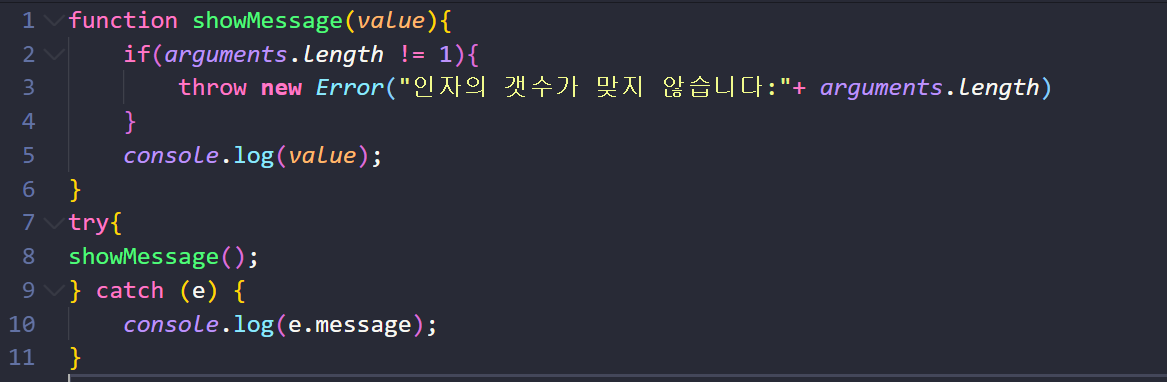 1 function showMessage(value){
2     if(arguments.length != 1){
3         throw new Error("인자의 갯수가 맞지 않습니다:"+ arguments.length)
4     }
5     console.log(value);
6 }
7 try{
8 showMessage();
9 } catch (e) {
10     console.log(e.message);
11 }